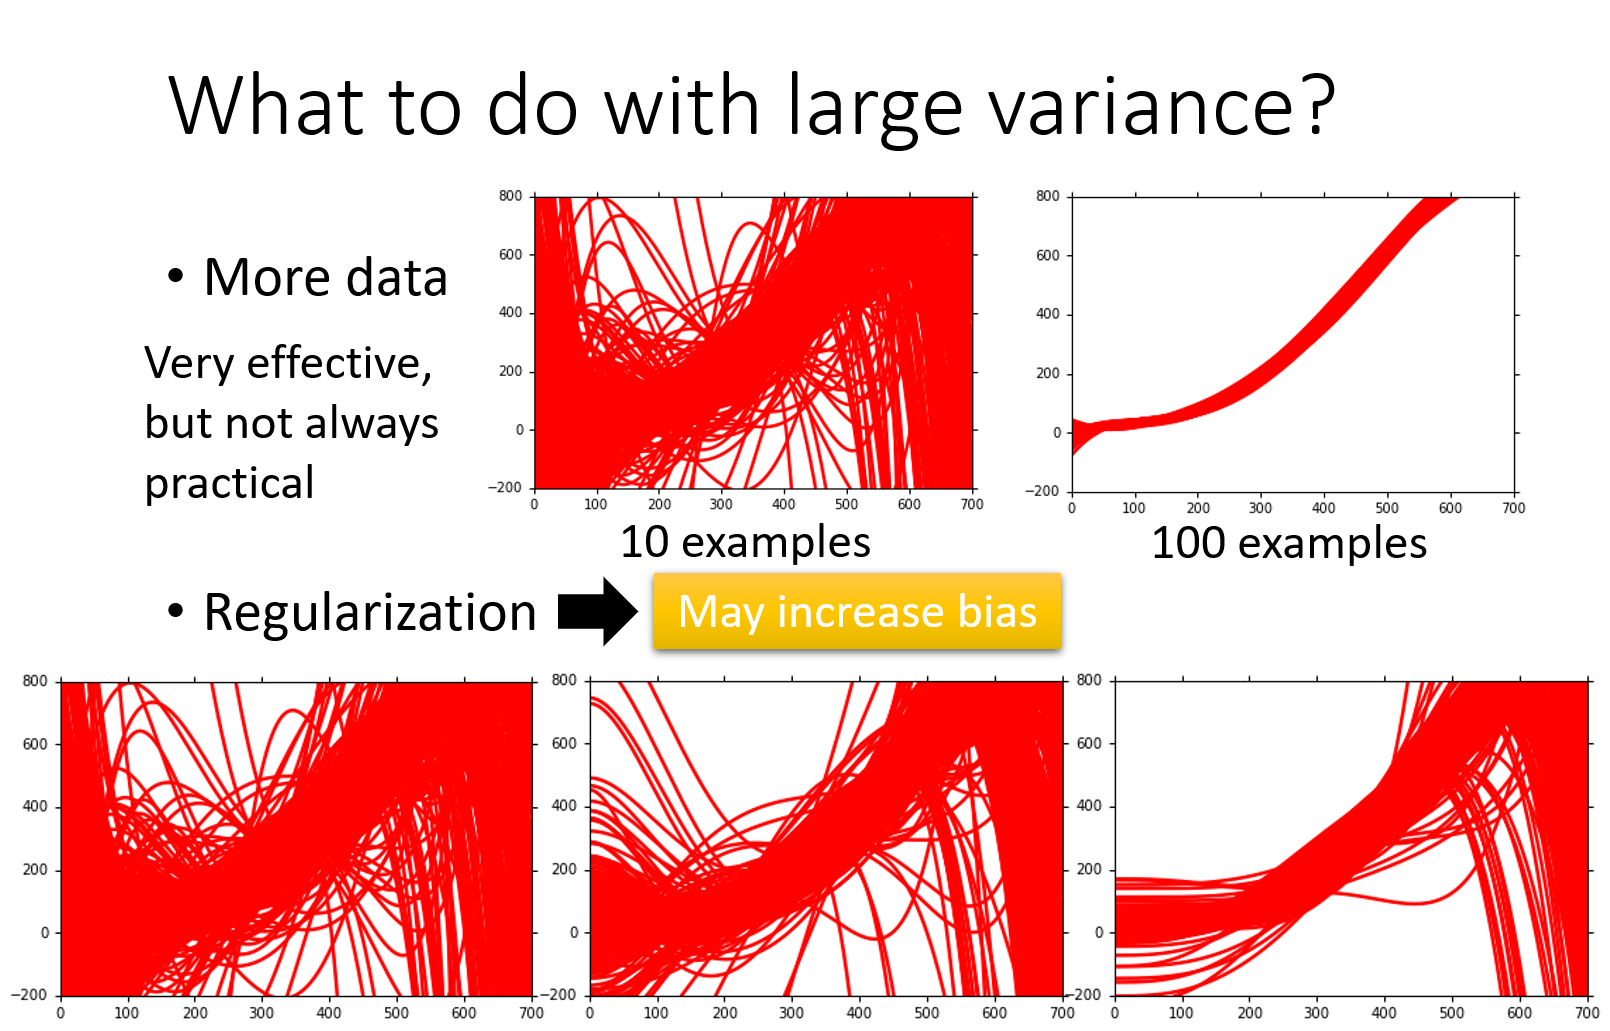 What to do with large variance?
• More data
Very effective,
but not always
practical
800
600
400
200
0
−200
0 100 200 300 400 500 600 700
10 examples
800
600
400
200
0
−200
0 100 200 300 400 500 600 700
100 examples
• Regularization
May increase bias
800
600
400
200
0
−200
0 100 200 300 400 500 600 700
800
600
400
200
0
−200
0 100 200 300 400 500 600 700
800
600
400
200
0
−200
0 100 200 300 400 500 600 700